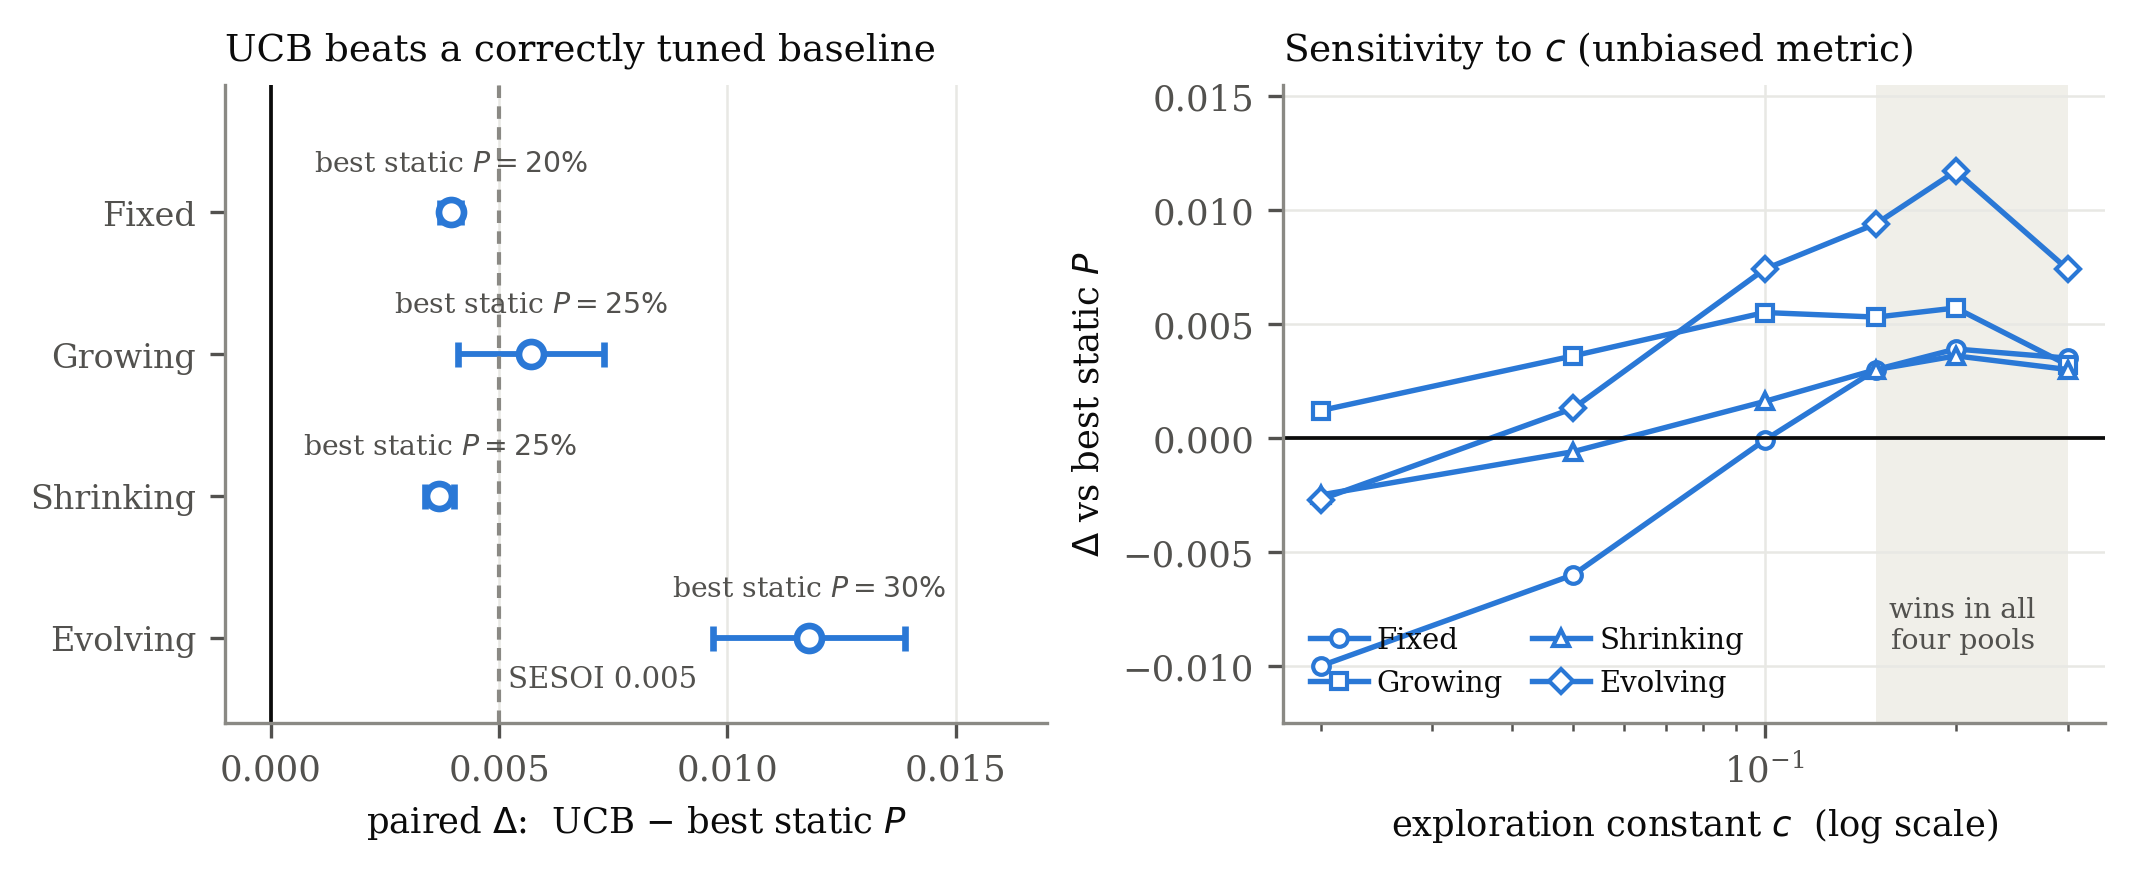 UCB beats a correctly tuned baseline
best static P = 20%
Fixed
best static P = 25%
Growing
best static P = 25%
Shrinking
best static P = 30%
Evolving
SESOI 0.005
0.000 0.005 0.010 0.015
paired Δ: UCB − best static P
Sensitivity to c (unbiased metric)
Δ vs best static P
0.015
0.010
0.005
0.000
−0.005
−0.010
wins in all
four pools
Fixed Shrinking
Growing Evolving
10⁻¹
exploration constant c (log scale)